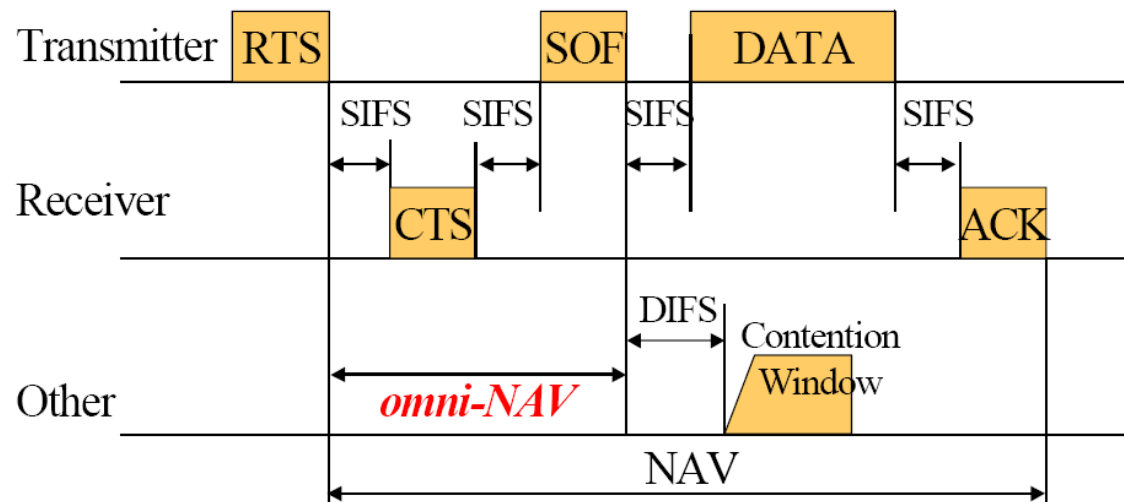 Transmitter RTS SOF DATA
SIFS SIFS SIFS SIFS
Receiver CTS ACK
DIFS
Contention
Window
Other omni-NAV
NAV